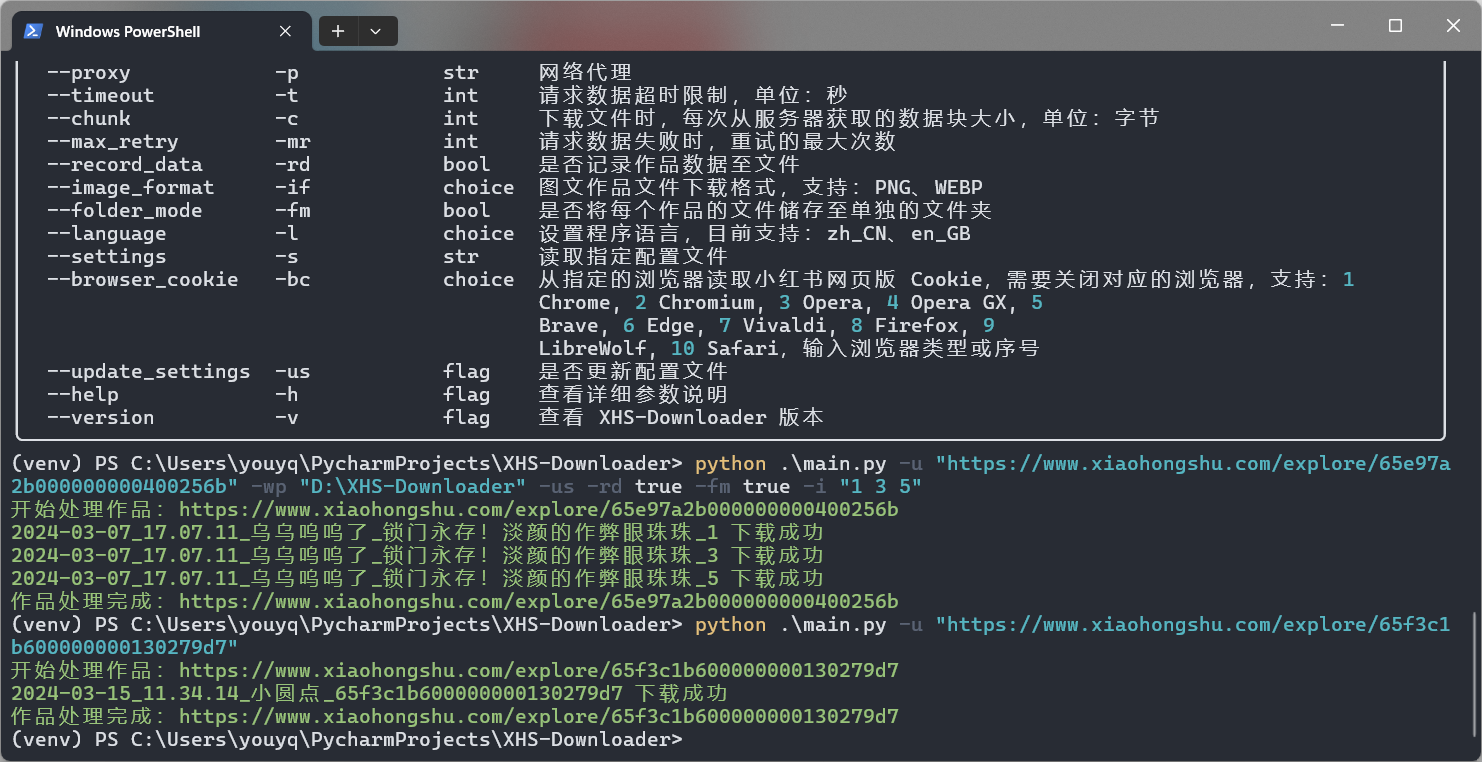 Windows PowerShell
--proxy -p str 网络代理
--timeout -t int 请求数据超时限制，单位：秒
--chunk -c int 下载文件时，每次从服务器获取的数据块大小，单位：字节
--max_retry -mr int 请求数据失败时，重试的最大次数
--record_data -rd bool 是否记录作品数据至文件
--image_format -if choice 图文作品文件下载格式，支持：PNG、WEBP
--folder_mode -fm bool 是否将每个作品的文件储存至单独的文件夹
--language -l choice 设置程序语言，目前支持：zh_CN、en_GB
--settings -s str 读取指定配置文件
--browser_cookie -bc choice 从指定的浏览器读取小红书网页版 Cookie，需要关闭对应的浏览器，支持：1
Chrome, 2 Chromium, 3 Opera, 4 Opera GX, 5
Brave, 6 Edge, 7 Vivaldi, 8 Firefox, 9
LibreWolf, 10 Safari，输入浏览器类型或序号
--update_settings -us flag 是否更新配置文件
--help -h flag 查看详细参数说明
--version -v flag 查看 XHS-Downloader 版本
(venv) PS C:\Users\youyq\PycharmProjects\XHS-Downloader> python .\main.py -u "https://www.xiaohongshu.com/explore/65e97a
2b000000000400256b" -wp "D:\XHS-Downloader" -us -rd true -fm true -i "1 3 5"
开始处理作品：https://www.xiaohongshu.com/explore/65e97a2b000000000400256b
2024-03-07_17.07.11_乌乌呜呜了_锁门永存！淡颜的作弊眼珠珠_1 下载成功
2024-03-07_17.07.11_乌乌呜呜了_锁门永存！淡颜的作弊眼珠珠_3 下载成功
2024-03-07_17.07.11_乌乌呜呜了_锁门永存！淡颜的作弊眼珠珠_5 下载成功
作品处理完成：https://www.xiaohongshu.com/explore/65e97a2b000000000400256b
(venv) PS C:\Users\youyq\PycharmProjects\XHS-Downloader> python .\main.py -u "https://www.xiaohongshu.com/explore/65f3c1
b600000000130279d7"
开始处理作品：https://www.xiaohongshu.com/explore/65f3c1b600000000130279d7
2024-03-15_11.34.14_小圆点_65f3c1b600000000130279d7 下载成功
作品处理完成：https://www.xiaohongshu.com/explore/65f3c1b600000000130279d7
(venv) PS C:\Users\youyq\PycharmProjects\XHS-Downloader>